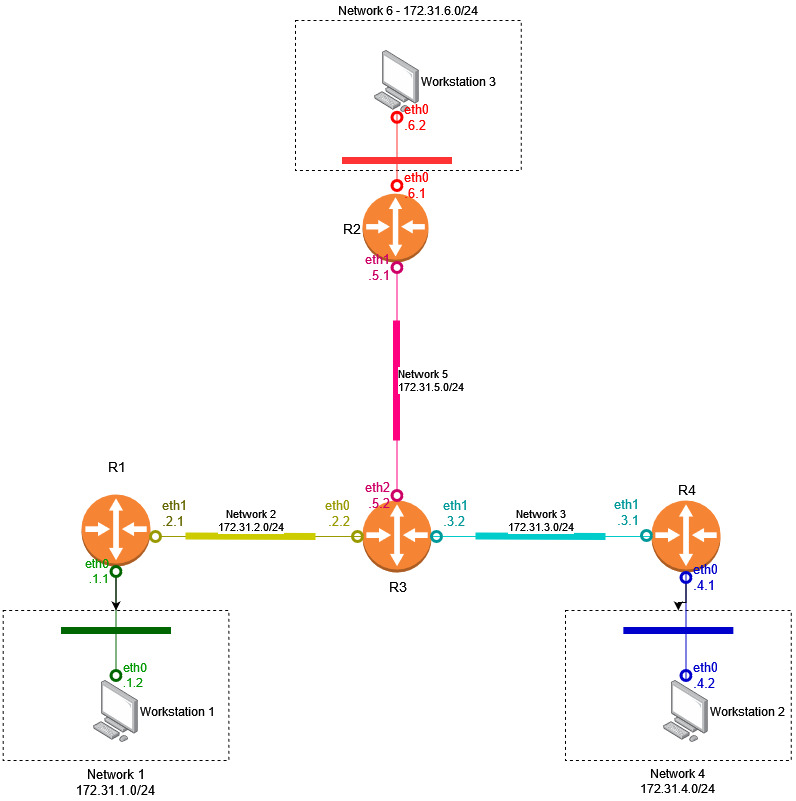 Network 6 - 172.31.6.0/24
Workstation 3
eth0
.6.2
eth0
.6.1
R2
eth1
.5.1
Network 5
172.31.5.0/24
R1
eth2
.5.2
R4
eth1
.2.1
Network 2
172.31.2.0/24
eth0
.2.2
eth1
.3.2
Network 3
172.31.3.0/24
eth1
.3.1
R3
eth0
.1.1
eth0
.4.1
eth0
.1.2
Workstation 1
eth0
.4.2
Workstation 2
Network 1
172.31.1.0/24
Network 4
172.31.4.0/24